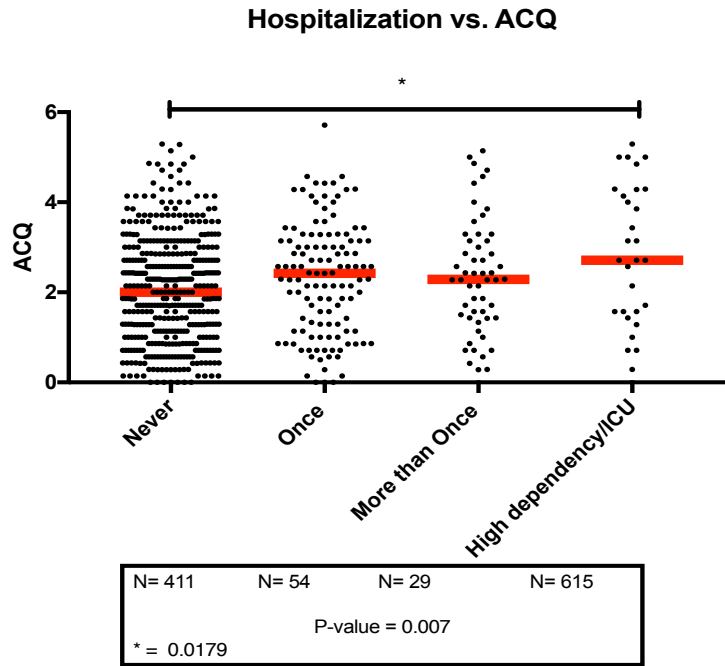 Hospitalization vs. ACQ
*
6
4
2
0
ACQ
Never
Once
More than Once
High dependency/ICU
N= 411 N= 54 N= 29 N= 615
P-value = 0.007
* = 0.0179